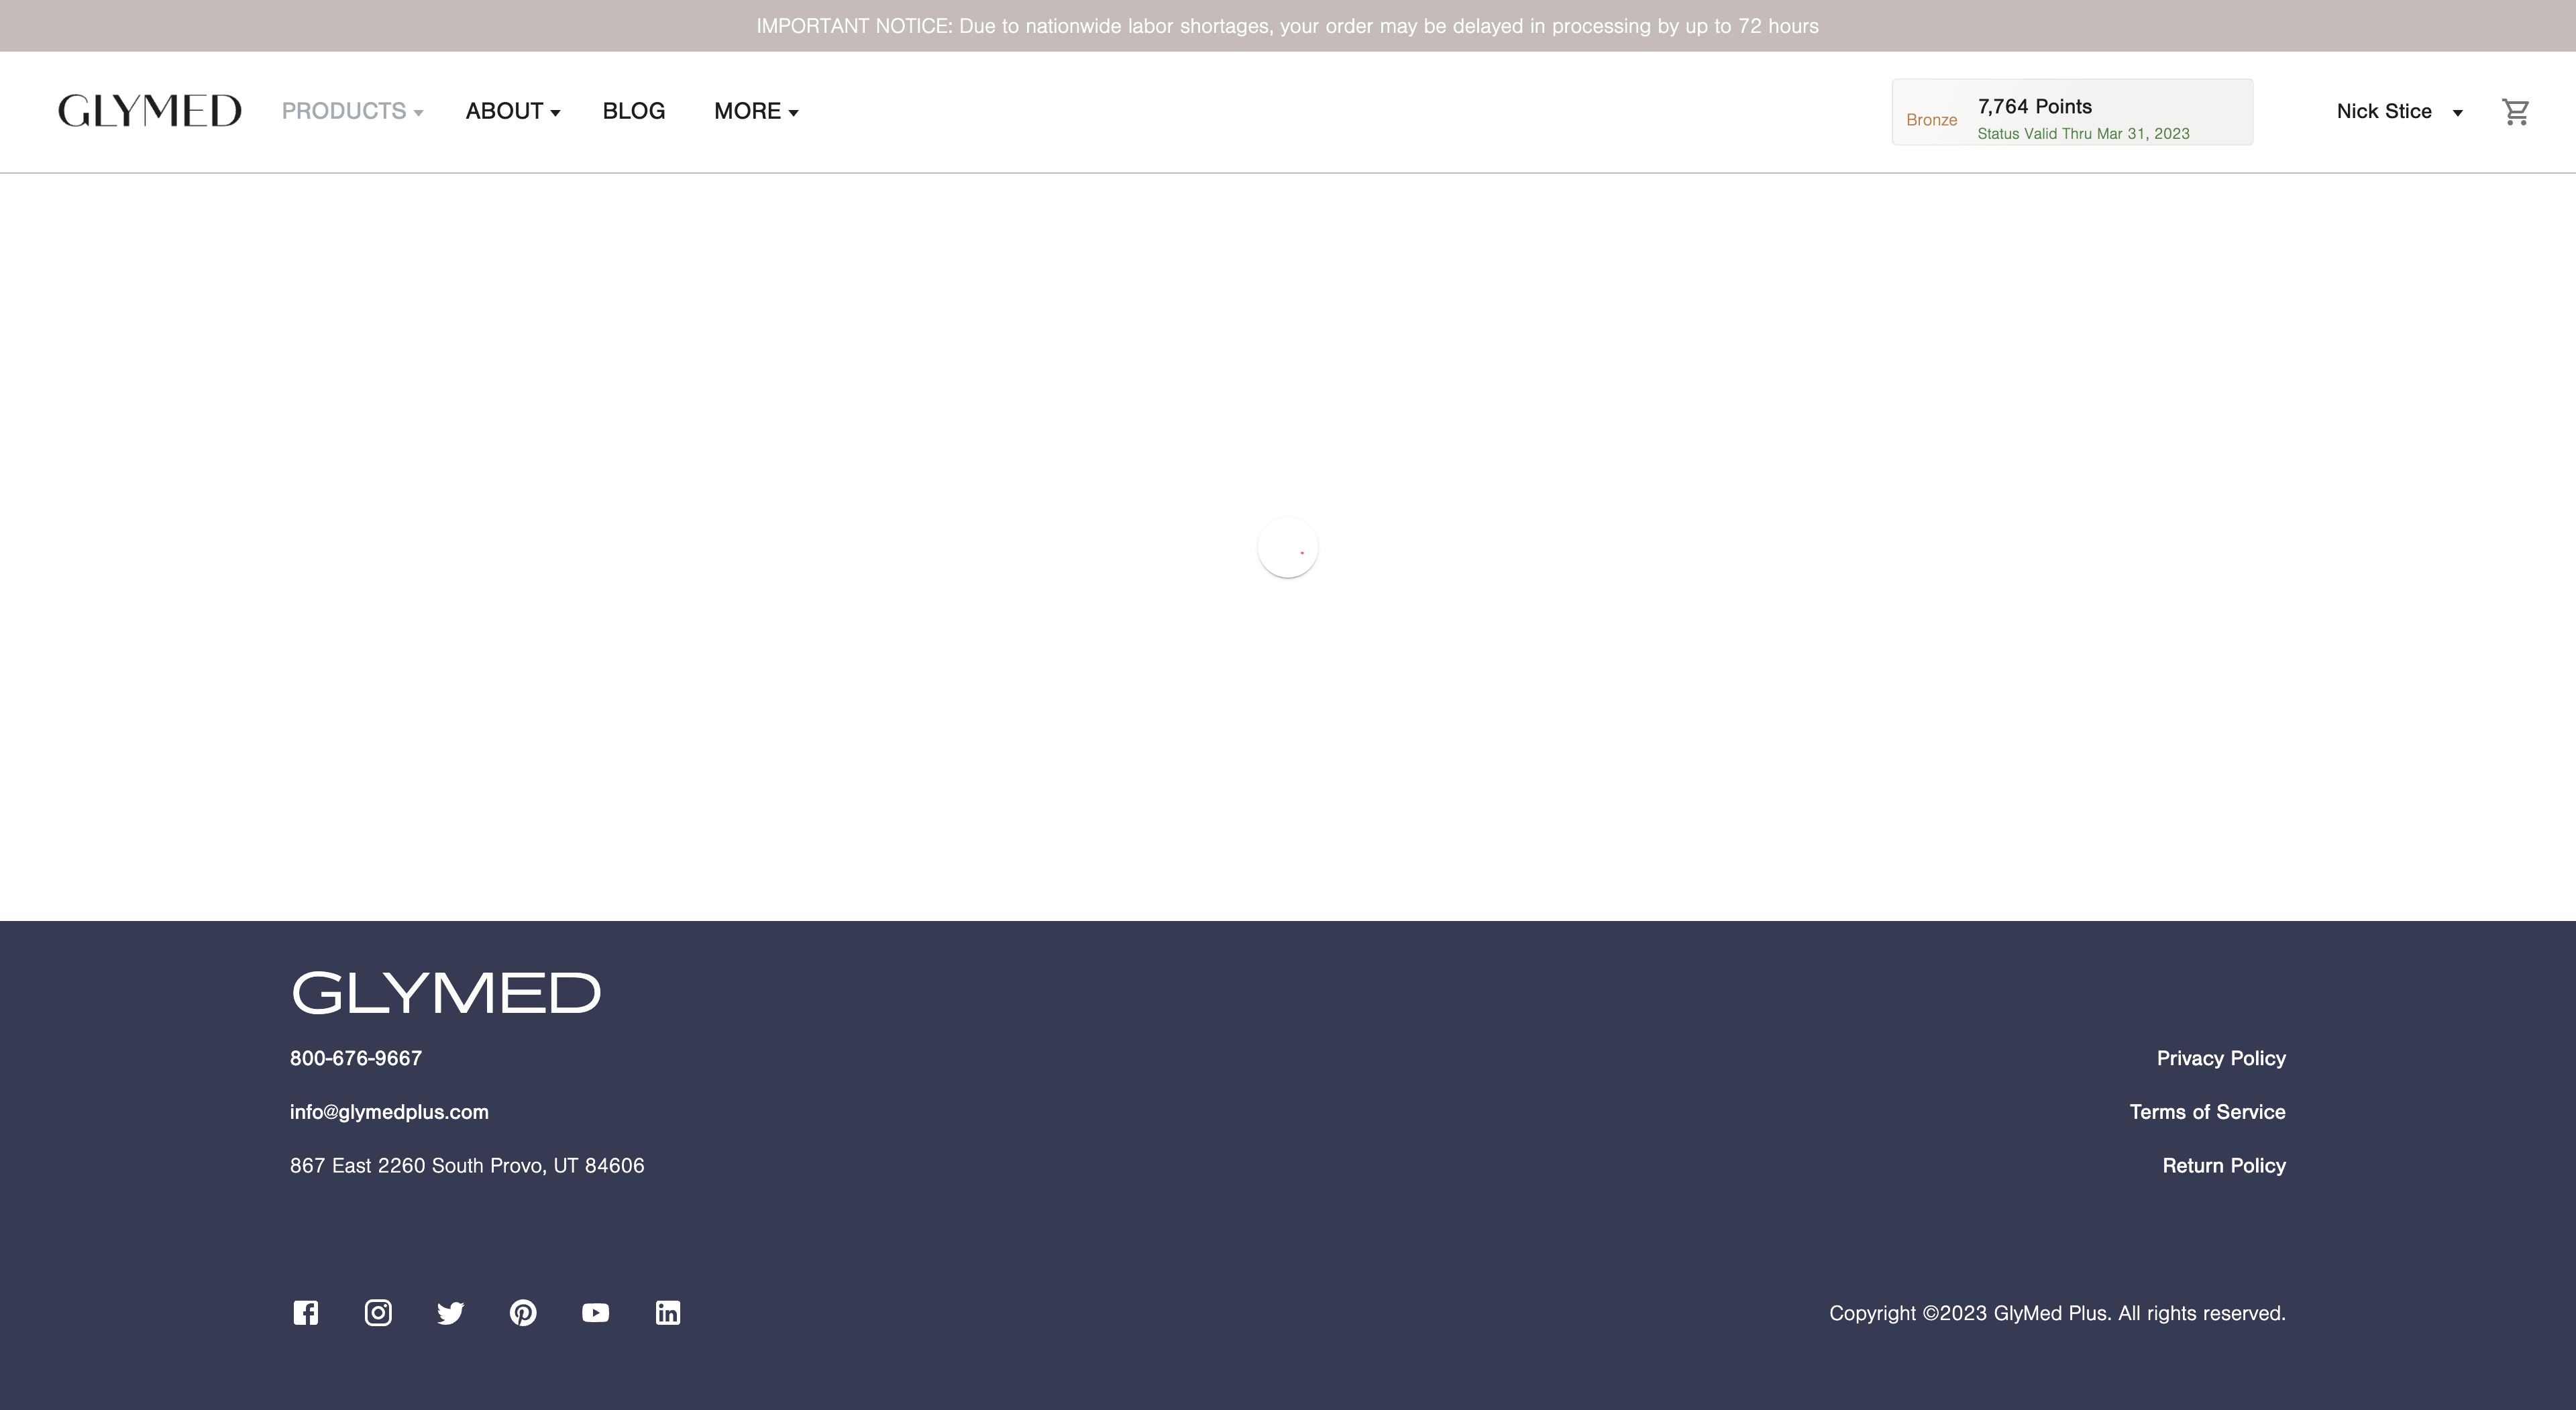 IMPORTANT NOTICE: Due to nationwide labor shortages, your order may be delayed in processing by up to 72 hours
GLYMED
PRODUCTS
ABOUT
BLOG
MORE
Bronze
7,764 Points
Status Valid Thru Mar 31, 2023
Nick Stice
GLYMED
800-676-9667
info@glymedplus.com
867 East 2260 South Provo, UT 84606
Privacy Policy
Terms of Service
Return Policy
Copyright ©2023 GlyMed Plus. All rights reserved.